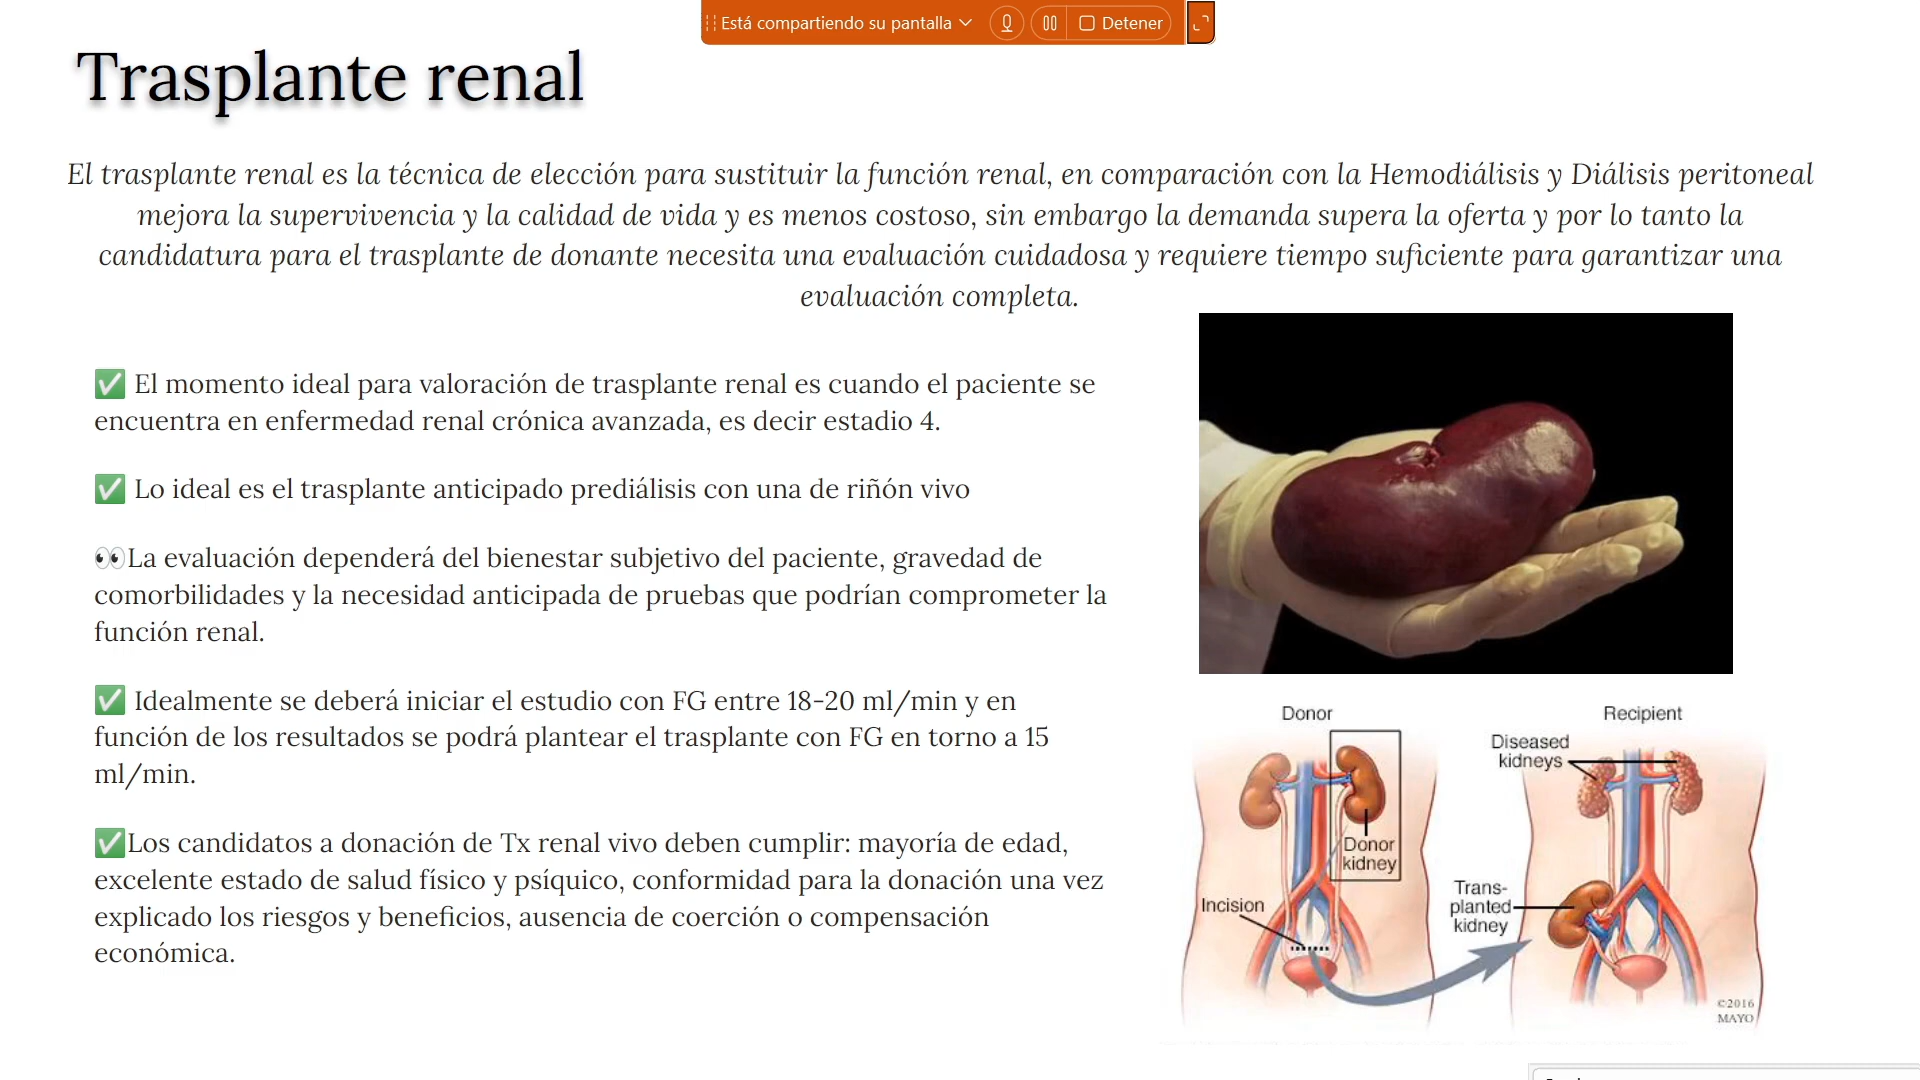 Está compartiendo su pantalla
Detener
Trasplante renal
El trasplante renal es la técnica de elección para sustituir la función renal, en comparación con la Hemodiálisis y Diálisis peritoneal
mejora la supervivencia y la calidad de vida y es menos costoso, sin embargo la demanda supera la oferta y por lo tanto la
candidatura para el trasplante de donante necesita una evaluación cuidadosa y requiere tiempo suficiente para garantizar una
evaluación completa.
✅ El momento ideal para valoración de trasplante renal es cuando el paciente se
encuentra en enfermedad renal crónica avanzada, es decir estadio 4.
✅ Lo ideal es el trasplante anticipado prediálisis con una de riñón vivo
👀La evaluación dependerá del bienestar subjetivo del paciente, gravedad de
comorbilidades y la necesidad anticipada de pruebas que podrían comprometer la
función renal.
✅ Idealmente se deberá iniciar el estudio con FG entre 18-20 ml/min y en
función de los resultados se podrá plantear el trasplante con FG en torno a 15
ml/min.
✅Los candidatos a donación de Tx renal vivo deben cumplir: mayoría de edad,
excelente estado de salud físico y psíquico, conformidad para la donación una vez
explicado los riesgos y beneficios, ausencia de coerción o compensación
económica.
Donor
Recipient
Diseased
kidneys
Donor
kidney
Incision
Trans-
planted
kidney
©2016
MAYO